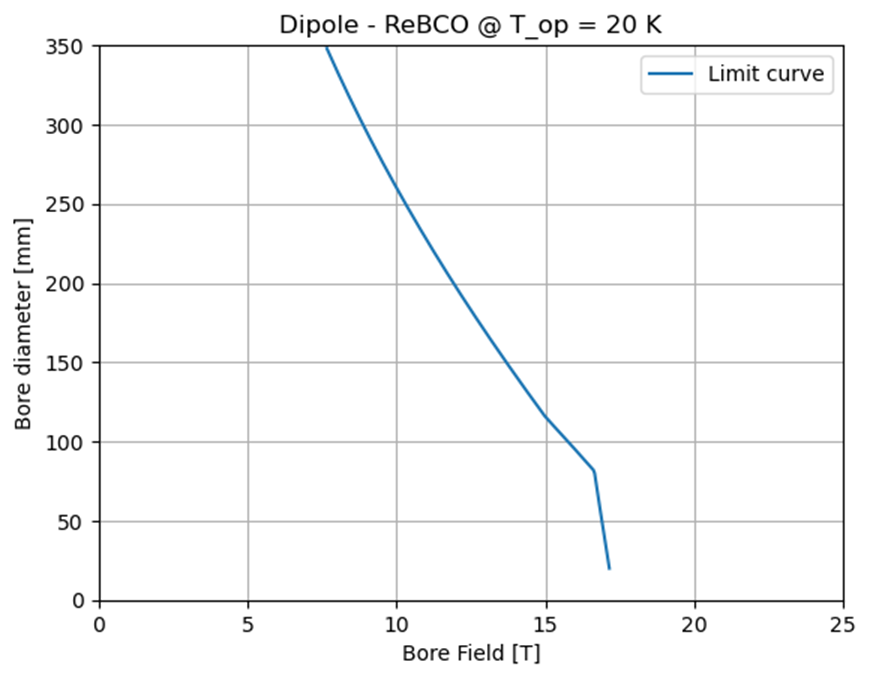 Dipole - ReBCO @ T_op = 20 K
Limit curve
Bore diameter [mm]
350
300
250
200
150
100
50
0
0 5 10 15 20 25
Bore Field [T]